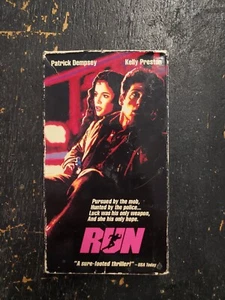 Patrick Dempsey Kelly Preston
Pursued by the mob,
Hunted by the police...
Luck was his only weapon,
And she his only hope.
RUN
"A sure-footed thriller!" -USA Today